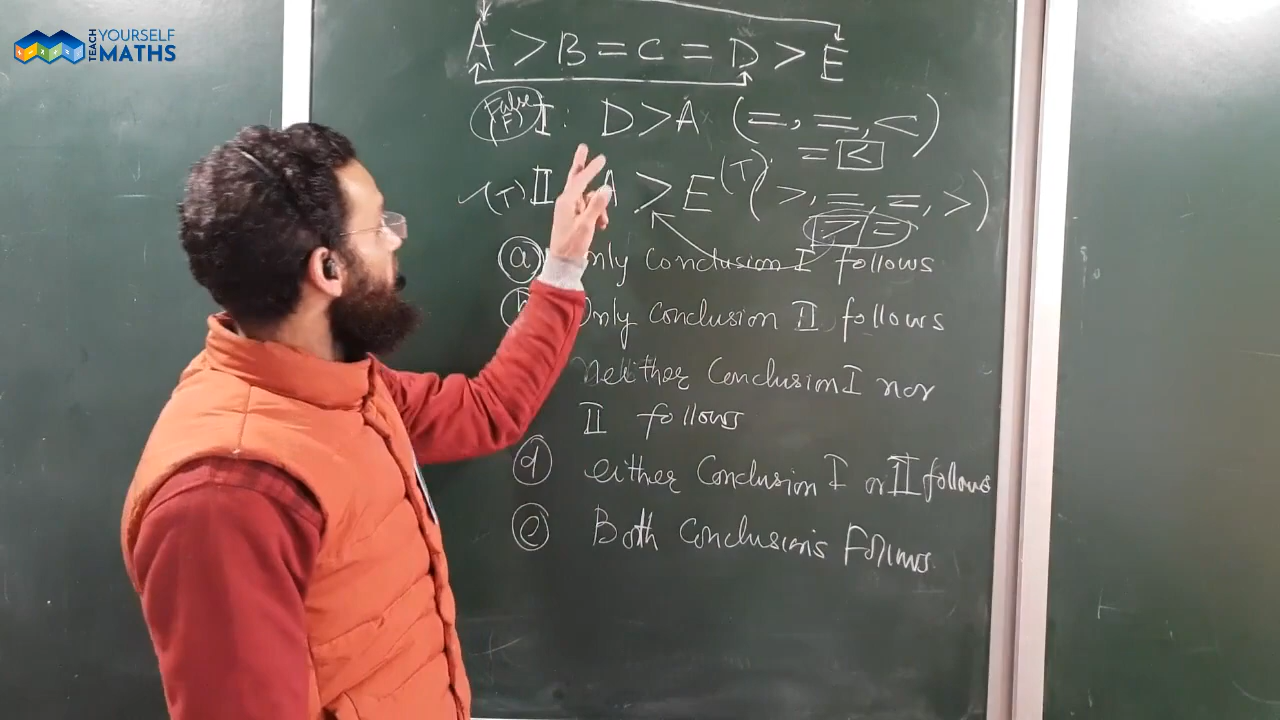 TEACH YOURSELF MATHS
A > B = C = D > E
False (F) I: D > A (=, =, <)
= <
(T) II A > E (T) (>, =, =, >)
> =
(a) only conclusion I follows
(b) Only conclusion II follows
Neither Conclusion I nor
II follows
(d) either Conclusion I or II follows
(e) Both Conclusions Follows